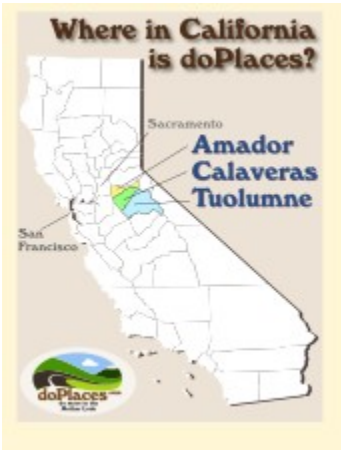 Where in California
is doPlaces?
Sacramento
Amador
Calaveras
Tuolumne
San
Francisco
doPlaces